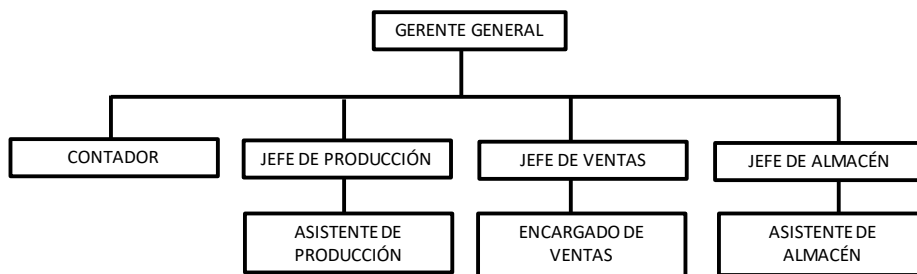 GERENTE GENERAL
CONTADOR
JEFE DE PRODUCCIÓN
JEFE DE VENTAS
JEFE DE ALMACÉN
ASISTENTE DE
PRODUCCIÓN
ENCARGADO DE
VENTAS
ASISTENTE DE
ALMACÉN